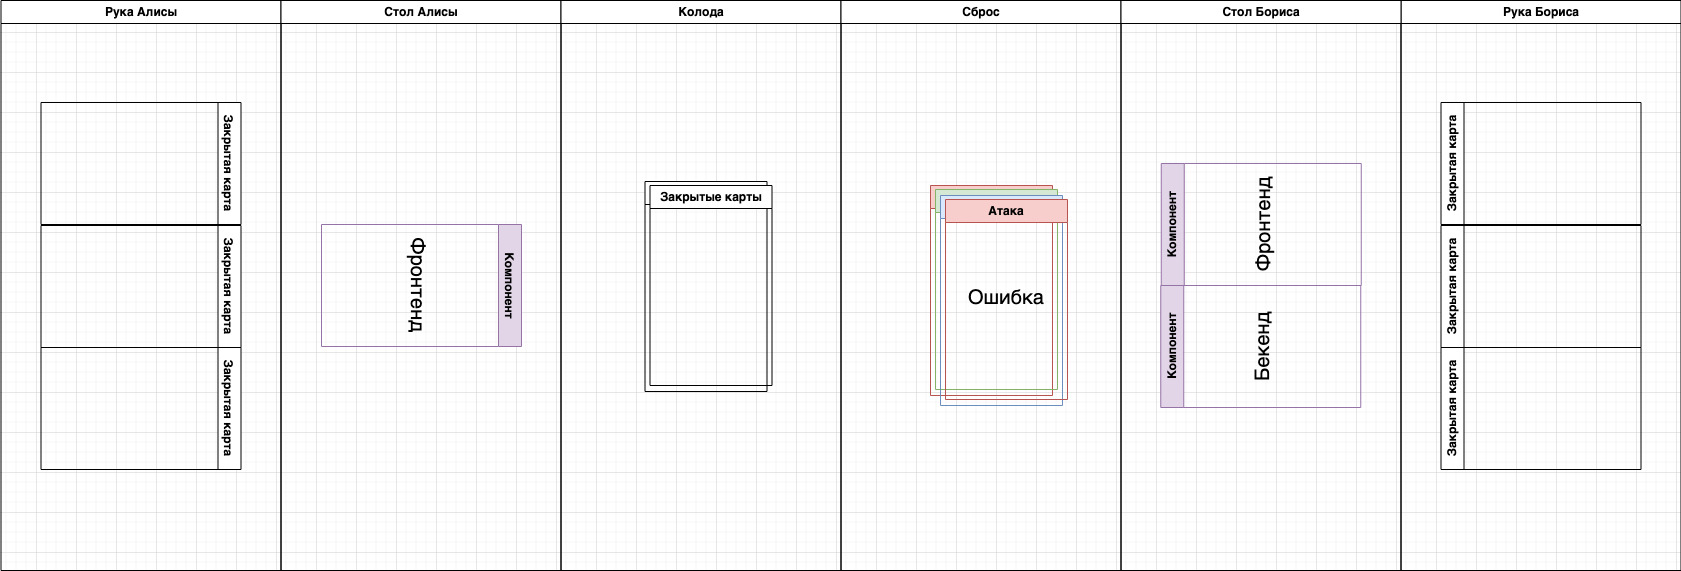 Рука Алисы
Стол Алисы
Колода
Сброс
Стол Бориса
Рука Бориса
Закрытая карта
Закрытая карта
Закрытая карта
Фронтенд
Компонент
Закрытые карты
Атака
Ошибка
Компонент
Фронтенд
Компонент
Бекенд
Закрытая карта
Закрытая карта
Закрытая карта